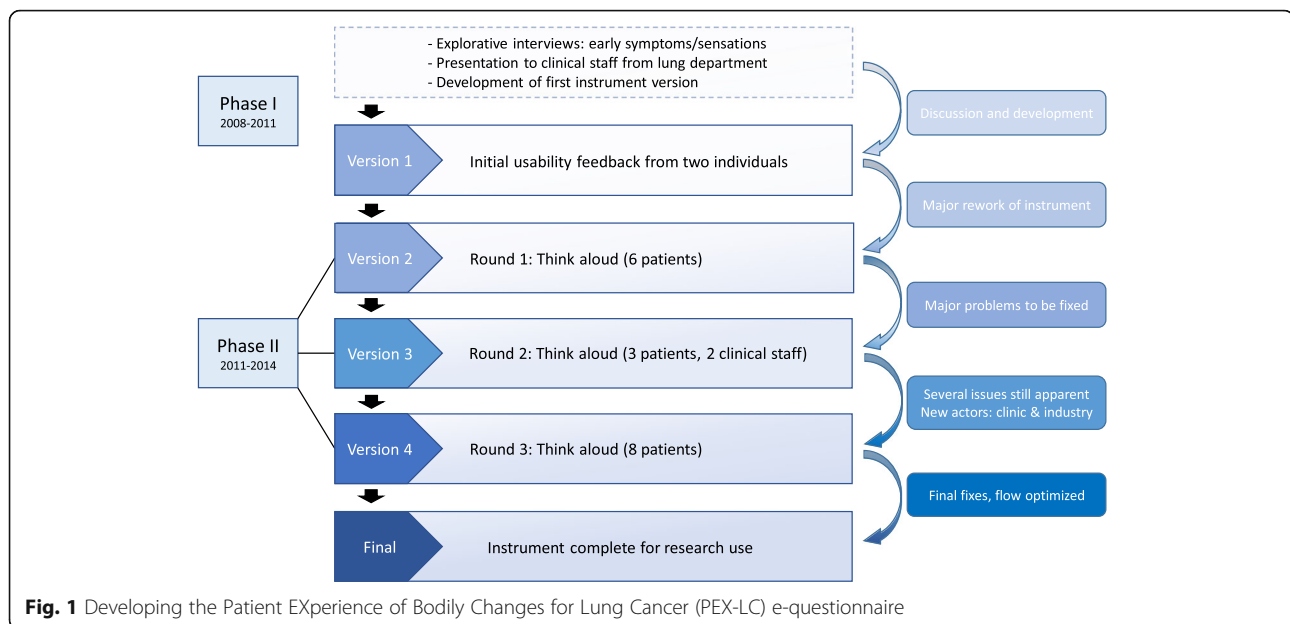 - Explorative interviews: early symptoms/sensations
- Presentation to clinical staff from lung department
- Development of first instrument version
Phase I
2008-2011
Discussion and development
Version 1
Initial usability feedback from two individuals
Major rework of instrument
Version 2
Round 1: Think aloud (6 patients)
Major problems to be fixed
Phase II
2011-2014
Version 3
Round 2: Think aloud (3 patients, 2 clinical staff)
Several issues still apparent
New actors: clinic & industry
Version 4
Round 3: Think aloud (8 patients)
Final fixes, flow optimized
Final
Instrument complete for research use
Fig. 1 Developing the Patient EXperience of Bodily Changes for Lung Cancer (PEX-LC) e-questionnaire